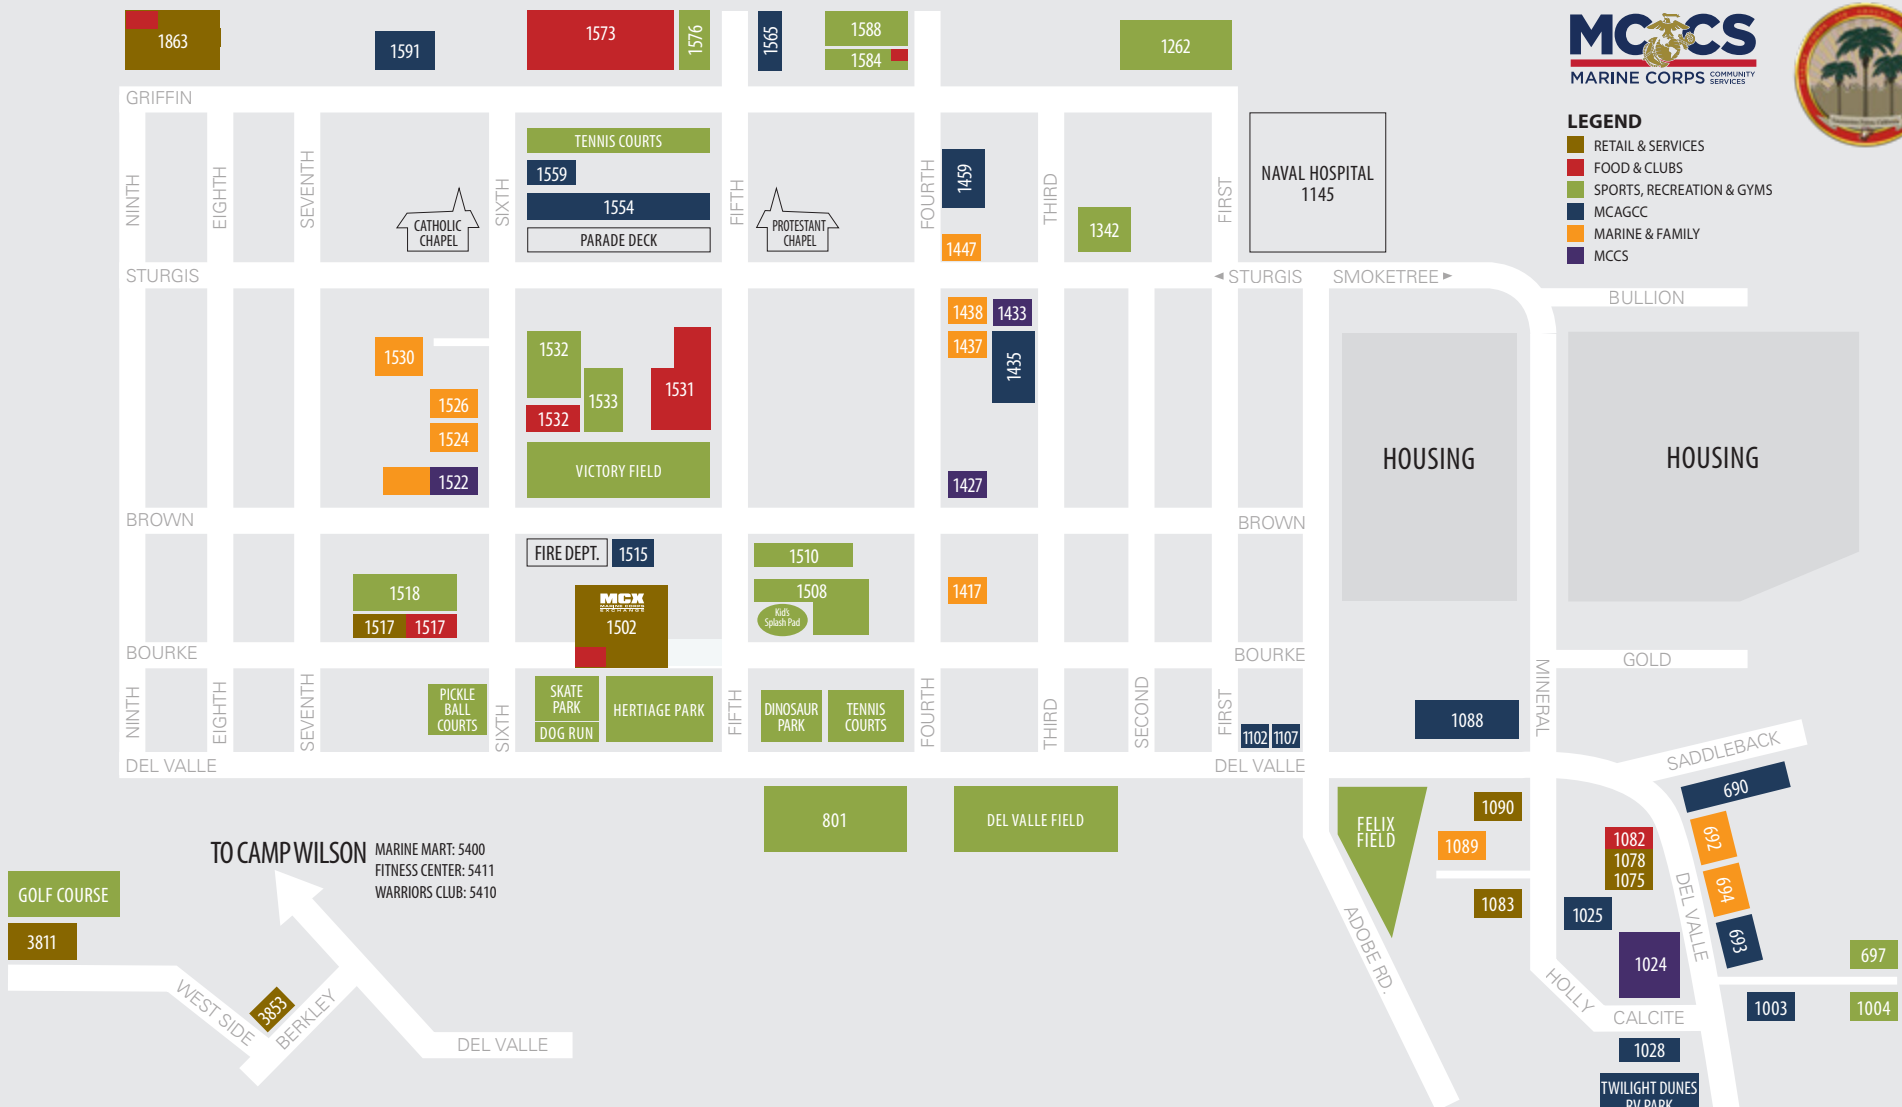 1863
1591
1573
1576
1565
1588
1584
1262
MCCS
MARINE CORPS COMMUNITY SERVICES
LEGEND
RETAIL & SERVICES
FOOD & CLUBS
SPORTS, RECREATION & GYMS
MCAGCC
MARINE & FAMILY
MCCS
GRIFFIN
NINTH
EIGHTH
SEVENTH
SIXTH
FIFTH
FOURTH
THIRD
FIRST
TENNIS COURTS
1559
1554
PARADE DECK
CATHOLIC
CHAPEL
PROTESTANT
CHAPEL
1459
1447
1342
NAVAL HOSPITAL
1145
STURGIS
STURGIS
SMOKETREE
BULLION
1530
1526
1524
1522
1532
1532
1533
1531
VICTORY FIELD
1438
1433
1437
1435
1427
HOUSING
HOUSING
BROWN
BROWN
FIRE DEPT.
1515
MCX
MARINE CORPS
EXCHANGE
1502
1518
1517
1517
1510
1508
Kid's
Splash Pad
1417
BOURKE
BOURKE
GOLD
MINERAL
NINTH
EIGHTH
SEVENTH
SIXTH
FIFTH
FOURTH
THIRD
SECOND
FIRST
PICKLE
BALL
COURTS
SKATE
PARK
DOG RUN
HERTIAGE PARK
DINOSAUR
PARK
TENNIS
COURTS
1102
1107
1088
DEL VALLE
DEL VALLE
SADDLEBACK
690
692
694
693
DEL VALLE
801
DEL VALLE FIELD
FELIX
FIELD
1090
1089
1083
1082
1078
1075
1025
1024
697
1003
1004
ADOBE RD.
HOLLY
CALCITE
1028
TWILIGHT DUNES
RV PARK
TO CAMP WILSON
MARINE MART: 5400
FITNESS CENTER: 5411
WARRIORS CLUB: 5410
GOLF COURSE
3811
3853
WEST SIDE
BERKLEY
DEL VALLE